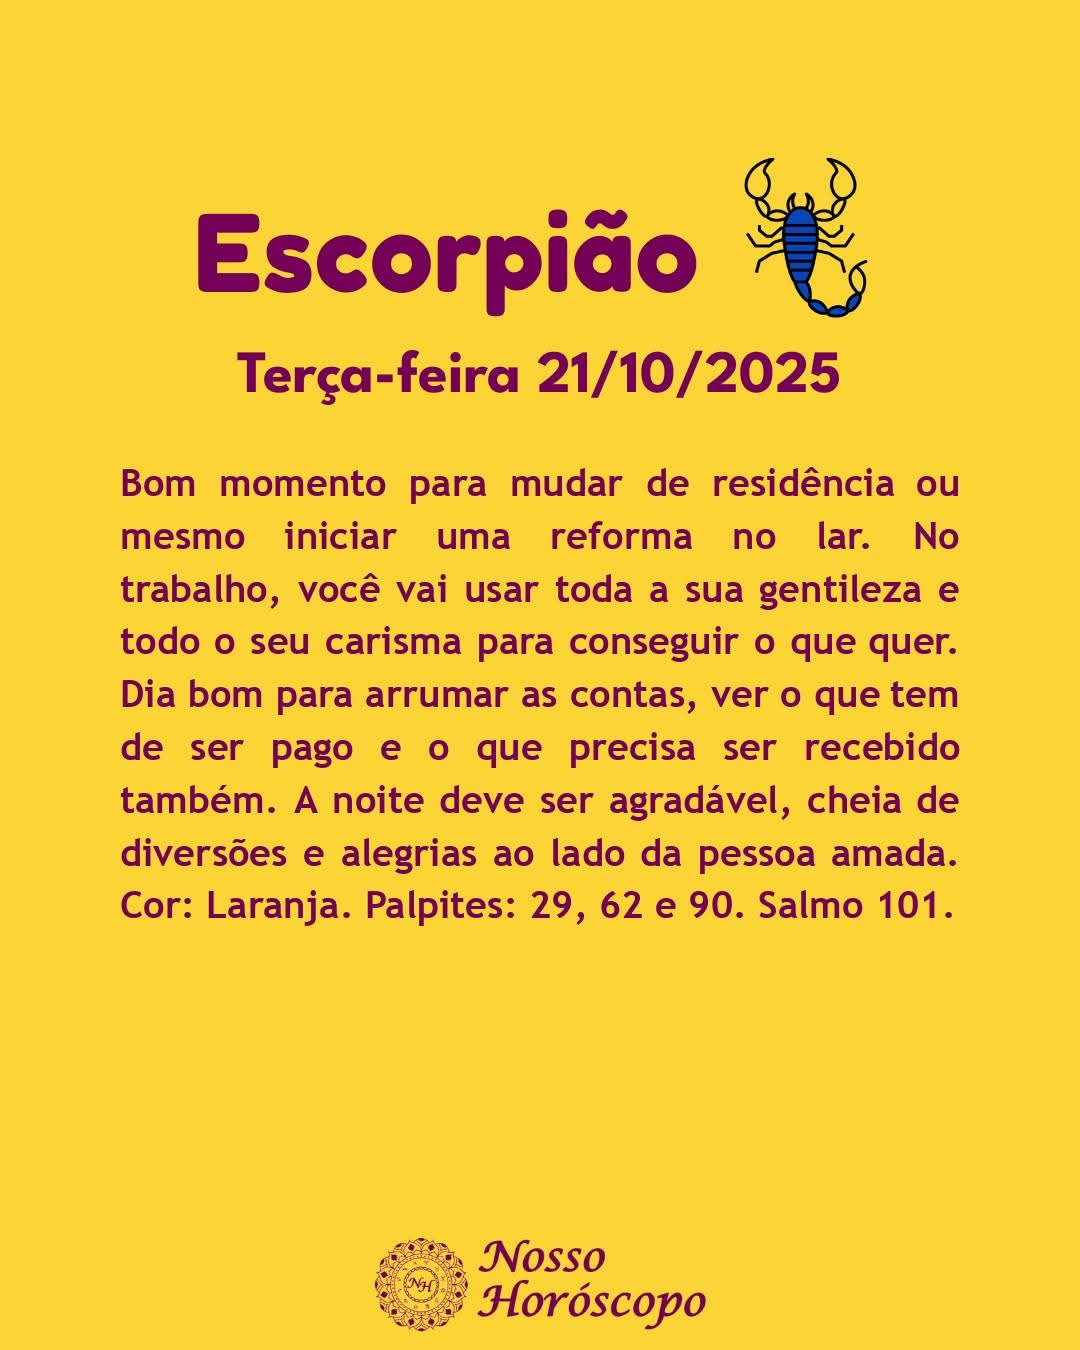 Escorpião
Terça-feira 21/10/2025
Bom momento para mudar de residência ou
mesmo iniciar uma reforma no lar. No
trabalho, você vai usar toda a sua gentileza e
todo o seu carisma para conseguir o que quer.
Dia bom para arrumar as contas, ver o que tem
de ser pago e o que precisa ser recebido
também. A noite deve ser agradável, cheia de
diversões e alegrias ao lado da pessoa amada.
Cor: Laranja. Palpites: 29, 62 e 90. Salmo 101.
NH
Nosso
Horóscopo